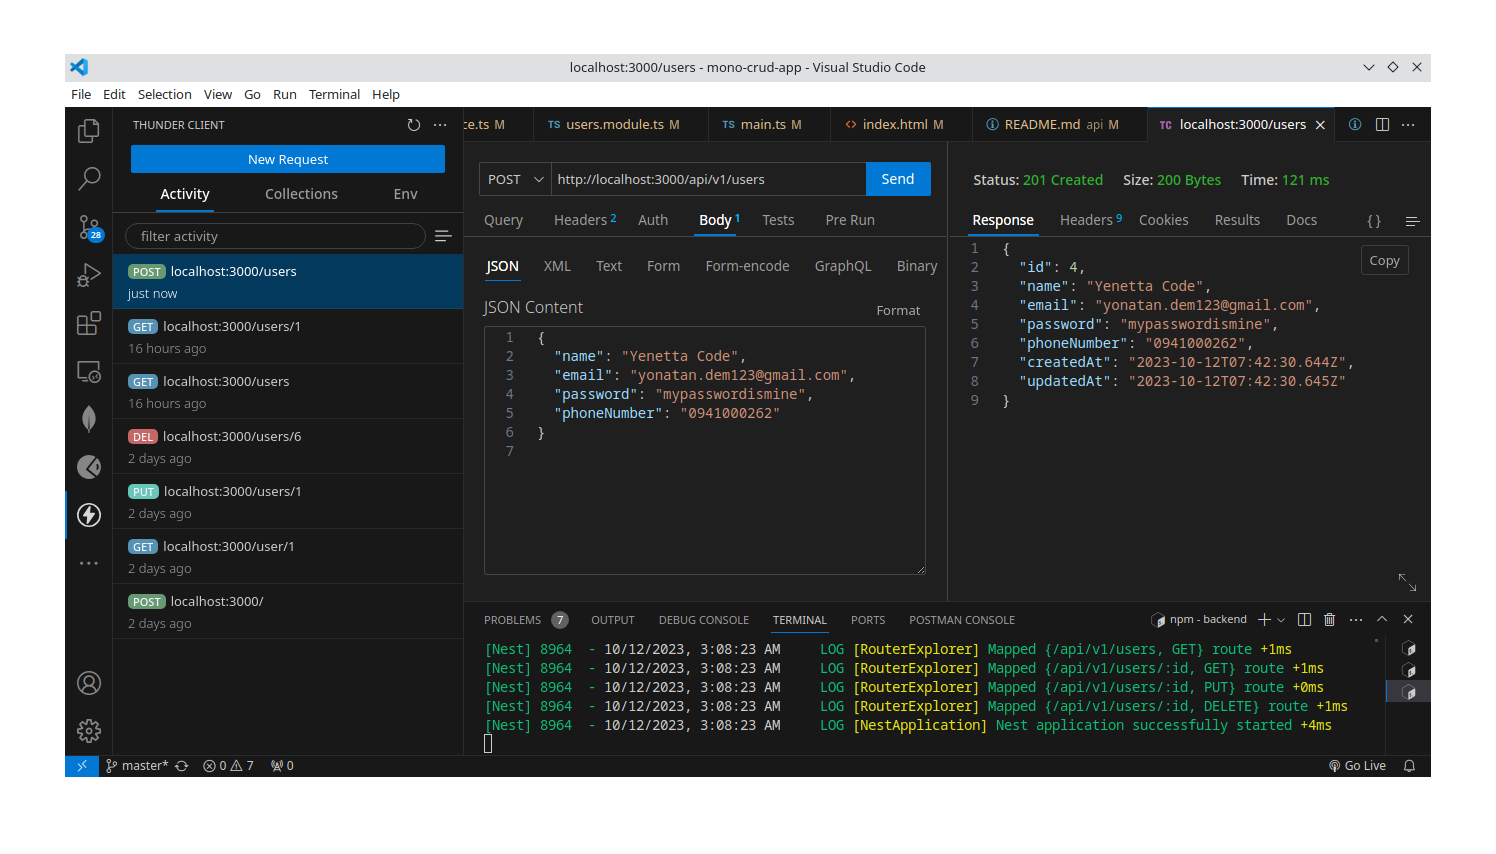 localhost:3000/users - mono-crud-app - Visual Studio Code
File Edit Selection View Go Run Terminal Help
THUNDER CLIENT
New Request
Activity Collections Env
filter activity
28
POST localhost:3000/users
just now
GET localhost:3000/users/1
16 hours ago
GET localhost:3000/users
16 hours ago
DEL localhost:3000/users/6
2 days ago
PUT localhost:3000/users/1
2 days ago
GET localhost:3000/user/1
2 days ago
POST localhost:3000/
2 days ago
ce.ts M TS users.module.ts M TS main.ts M <> index.html M README.md api M TC localhost:3000/users
POST http://localhost:3000/api/v1/users Send
Query Headers 2 Auth Body 1 Tests Pre Run
JSON XML Text Form Form-encode GraphQL Binary
JSON Content Format
1 {
2 "name": "Yenetta Code",
3 "email": "yonatan.dem123@gmail.com",
4 "password": "mypasswordismine",
5 "phoneNumber": "0941000262"
6 }
7
Status: 201 Created Size: 200 Bytes Time: 121 ms
Response Headers 9 Cookies Results Docs { }
Copy
1 {
2 "id": 4,
3 "name": "Yenetta Code",
4 "email": "yonatan.dem123@gmail.com",
5 "password": "mypasswordismine",
6 "phoneNumber": "0941000262",
7 "createdAt": "2023-10-12T07:42:30.644Z",
8 "updatedAt": "2023-10-12T07:42:30.645Z"
9 }
PROBLEMS 7 OUTPUT DEBUG CONSOLE TERMINAL PORTS POSTMAN CONSOLE npm - backend
[Nest] 8964 - 10/12/2023, 3:08:23 AM LOG [RouterExplorer] Mapped {/api/v1/users, GET} route +1ms
[Nest] 8964 - 10/12/2023, 3:08:23 AM LOG [RouterExplorer] Mapped {/api/v1/users/:id, GET} route +1ms
[Nest] 8964 - 10/12/2023, 3:08:23 AM LOG [RouterExplorer] Mapped {/api/v1/users/:id, PUT} route +0ms
[Nest] 8964 - 10/12/2023, 3:08:23 AM LOG [RouterExplorer] Mapped {/api/v1/users/:id, DELETE} route +1ms
[Nest] 8964 - 10/12/2023, 3:08:23 AM LOG [NestApplication] Nest application successfully started +4ms
master* 0 7 0 Go Live